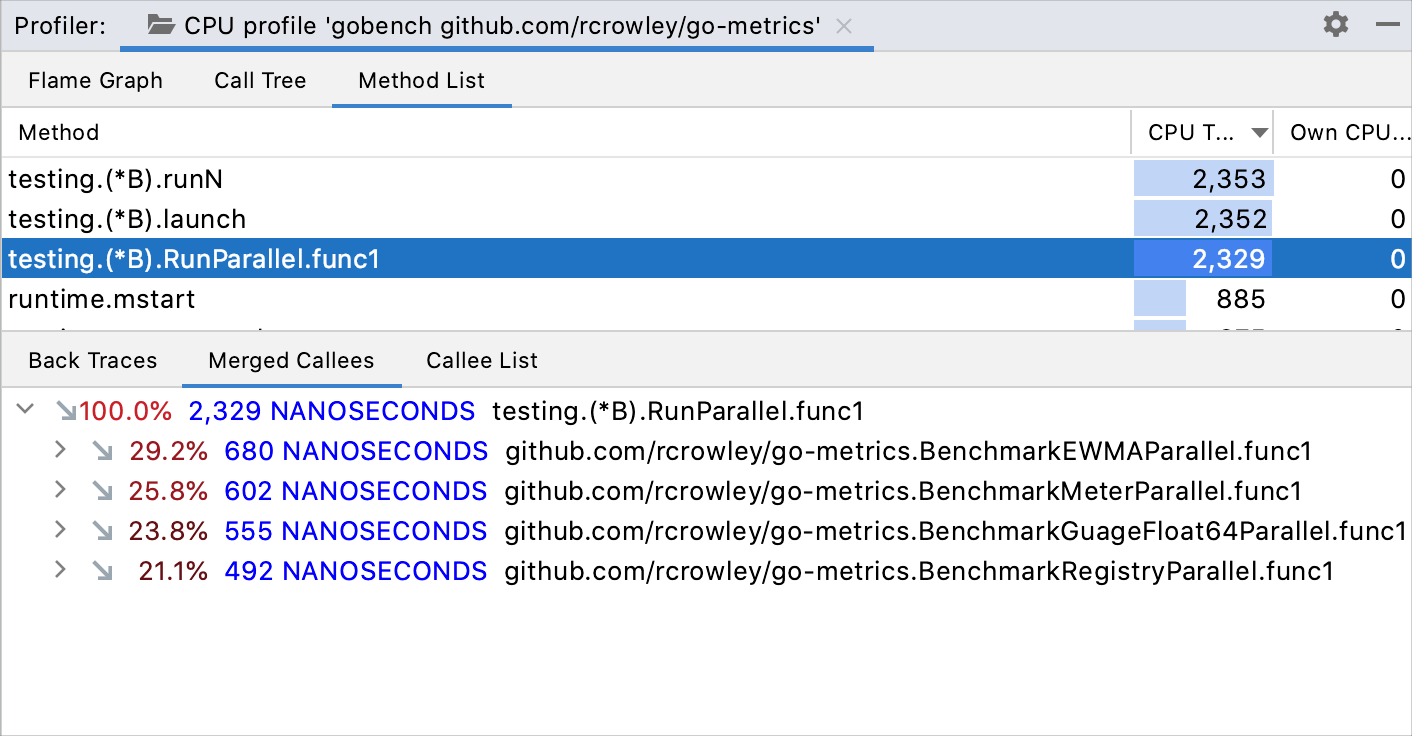 Profiler: CPU profile 'gobench github.com/rcrowley/go-metrics'
Flame Graph Call Tree Method List
Method CPU T... Own CPU...
testing.(*B).runN 2,353 0
testing.(*B).launch 2,352 0
testing.(*B).RunParallel.func1 2,329 0
runtime.mstart 885 0
Back Traces Merged Callees Callee List
100.0% 2,329 NANOSECONDS testing.(*B).RunParallel.func1
29.2% 680 NANOSECONDS github.com/rcrowley/go-metrics.BenchmarkEWMAParallel.func1
25.8% 602 NANOSECONDS github.com/rcrowley/go-metrics.BenchmarkMeterParallel.func1
23.8% 555 NANOSECONDS github.com/rcrowley/go-metrics.BenchmarkGuageFloat64Parallel.func1
21.1% 492 NANOSECONDS github.com/rcrowley/go-metrics.BenchmarkRegistryParallel.func1